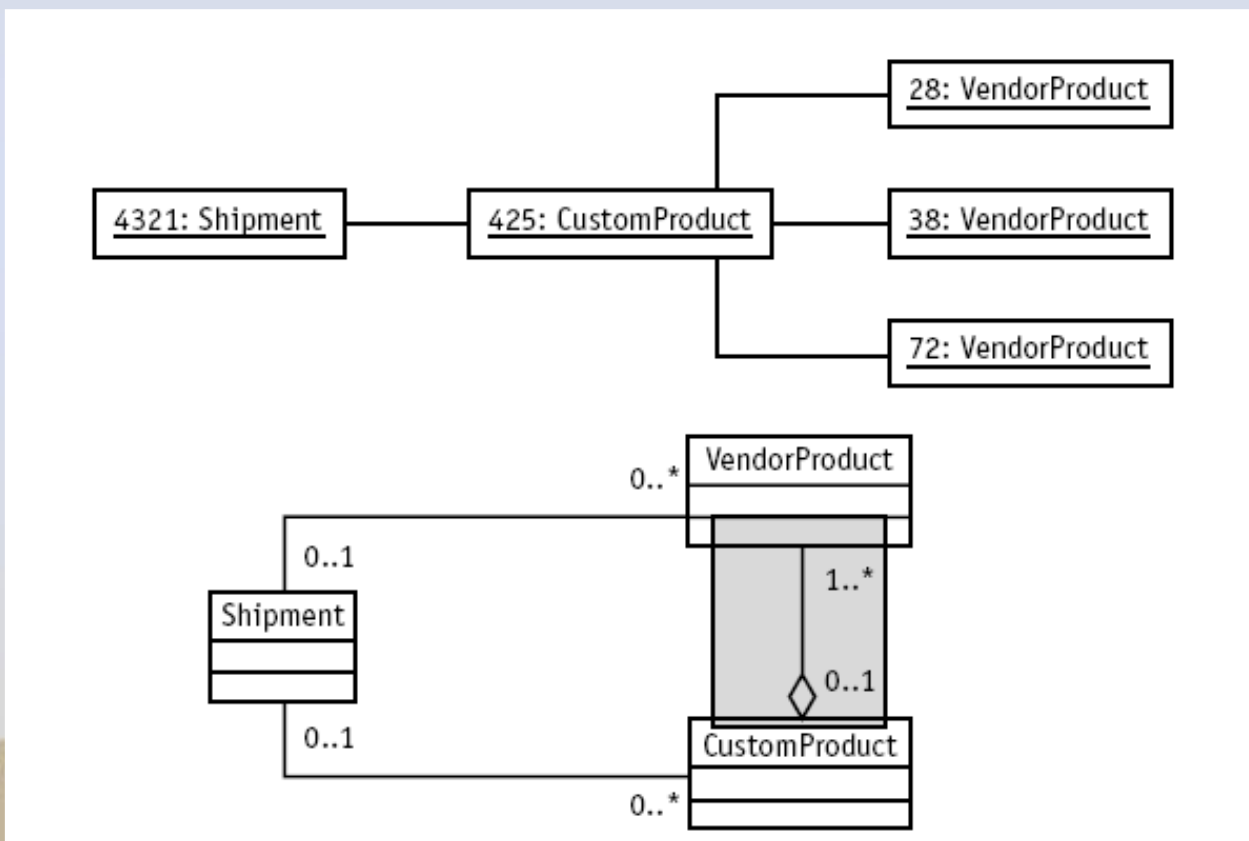 28: VendorProduct
4321: Shipment
425: CustomProduct
38: VendorProduct
72: VendorProduct
VendorProduct
0..*
0..1
1..*
Shipment
0..1
0..1
CustomProduct
0..*